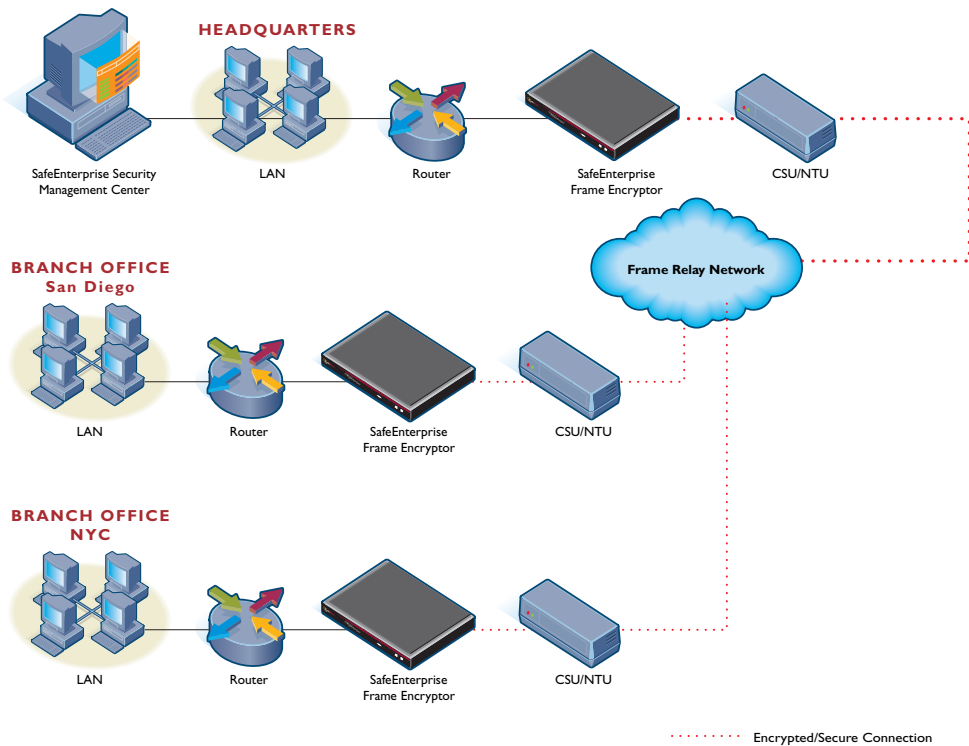 HEADQUARTERS
SafeEnterprise Security
Management Center
LAN
Router
SafeEnterprise
Frame Encryptor
CSU/NTU
Frame Relay Network
BRANCH OFFICE
San Diego
LAN
Router
SafeEnterprise
Frame Encryptor
CSU/NTU
BRANCH OFFICE
NYC
LAN
Router
SafeEnterprise
Frame Encryptor
CSU/NTU
Encrypted/Secure Connection